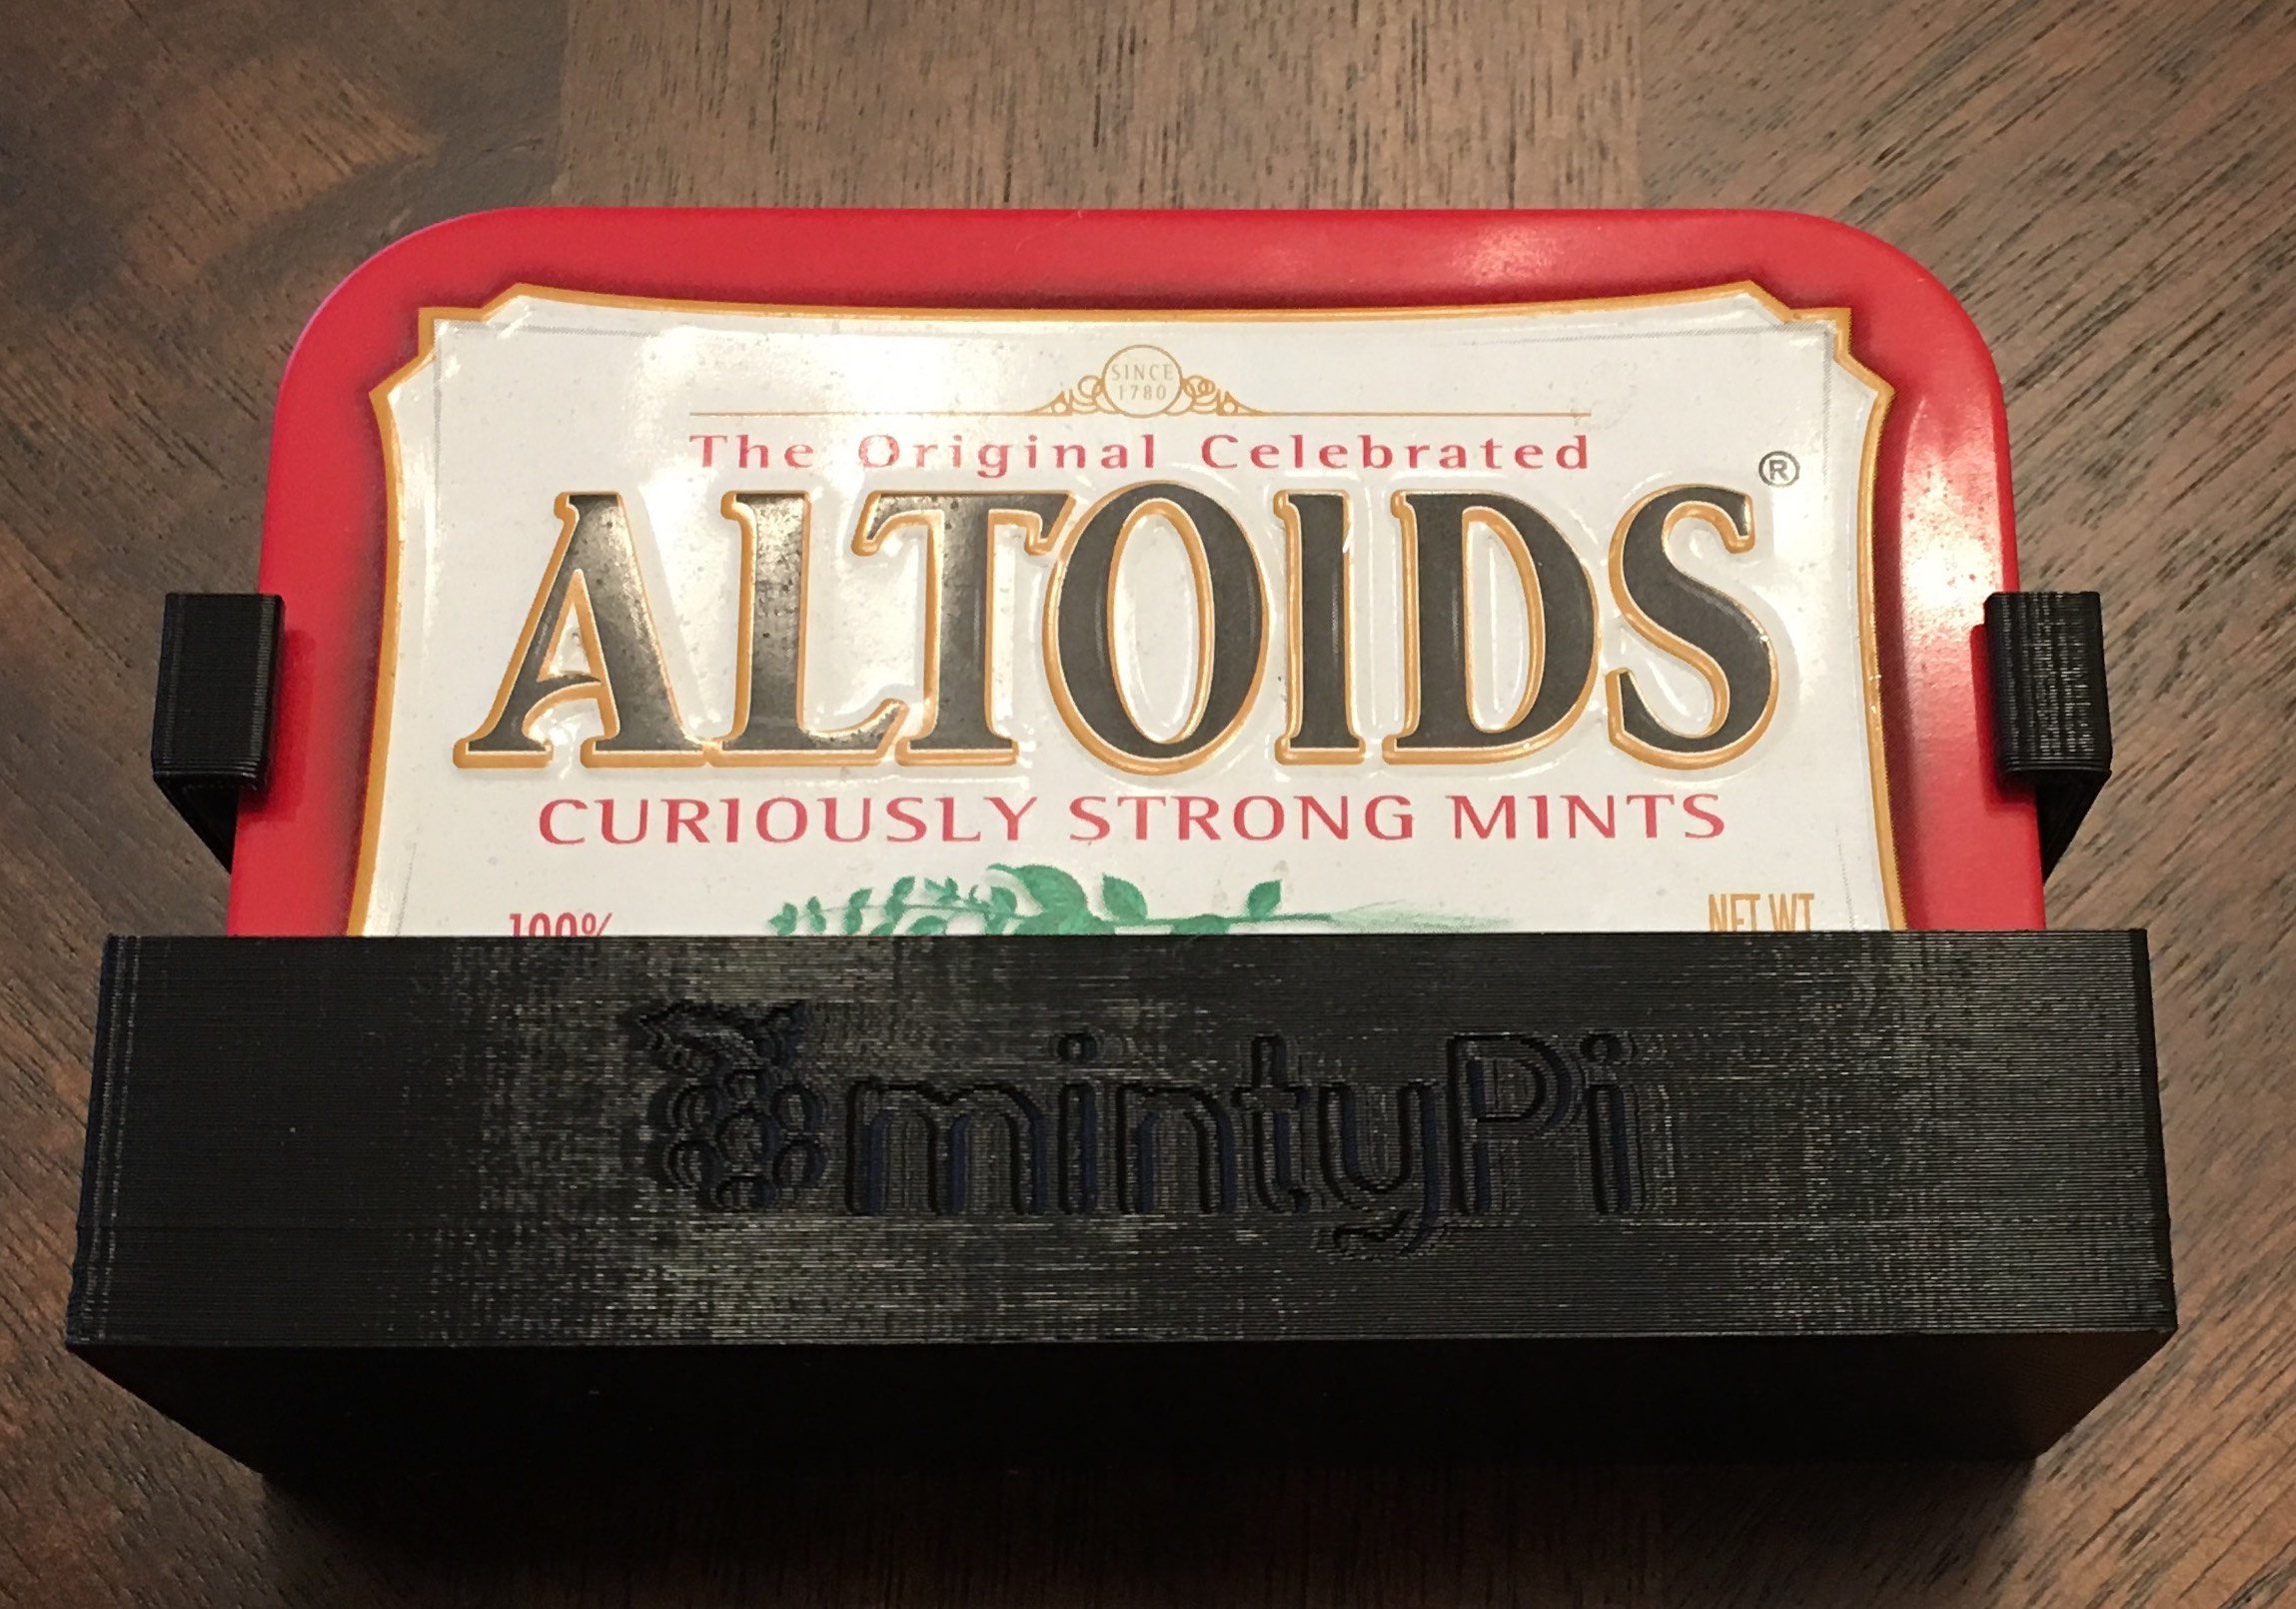 SINCE
1780
The Original Celebrated
ALTOIDS®
CURIOUSLY STRONG MINTS
100%
NET WT
mintyPi